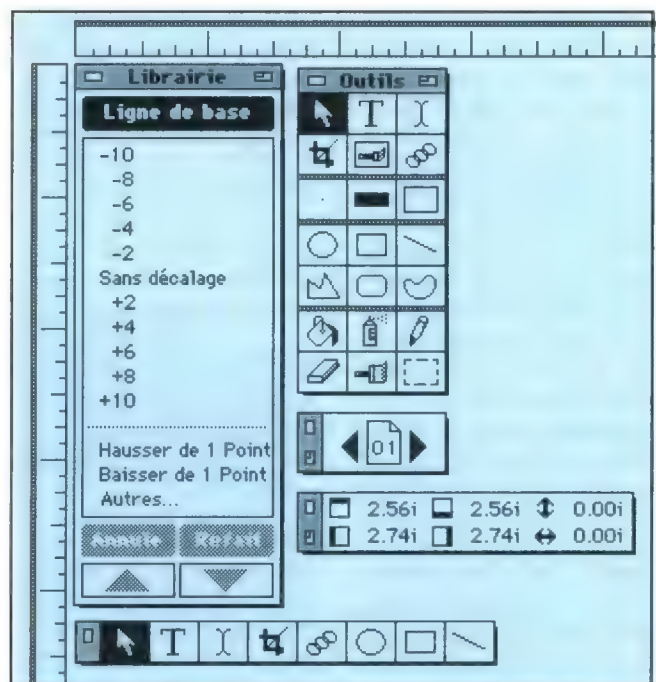 Librairie
Ligne de base
-10
-8
-6
-4
-2
Sans décalage
+2
+4
+6
+8
+10
Hausser de 1 Point
Baisser de 1 Point
Autres...
Annule Refait
Outils
T
01
2.56i 2.56i 0.00i
2.74i 2.74i 0.00i
T